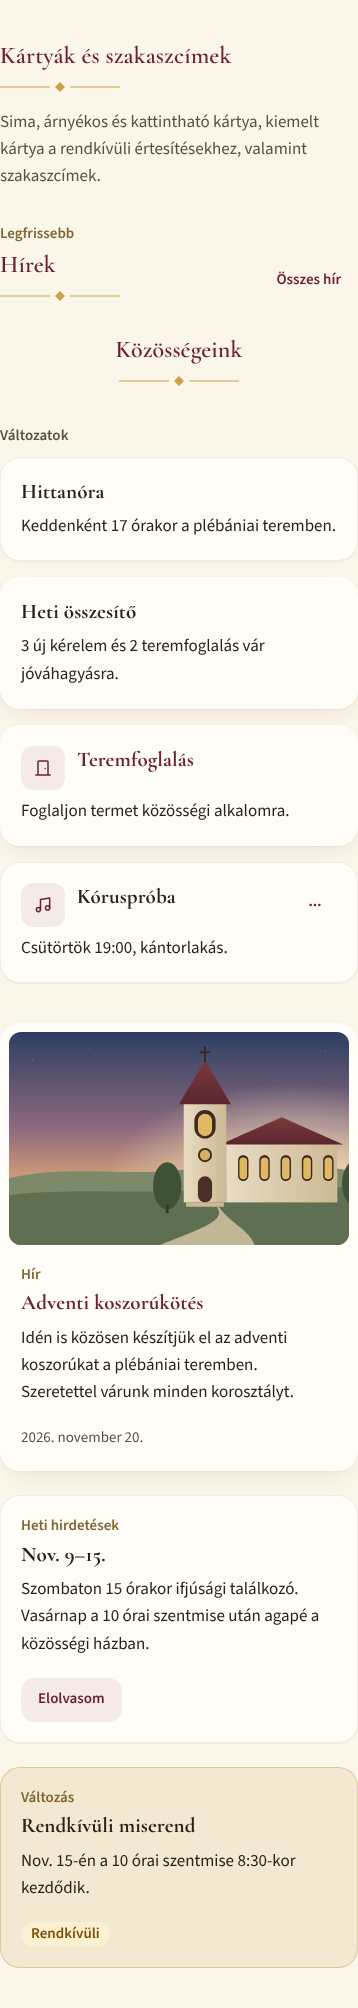 Kártyák és szakaszcímek
Sima, árnyékos és kattintható kártya, kiemelt
kártya a rendkívüli értesítésekhez, valamint
szakaszcímek.
Legfrissebb
Hírek
Összes hír
Közösségeink
Változatok
Hittanóra
Keddenként 17 órakor a plébániai teremben.
Heti összesítő
3 új kérelem és 2 teremfoglalás vár
jóváhagyásra.
Teremfoglalás
Foglaljon termet közösségi alkalomra.
Kóruspróba
...
Csütörtök 19:00, kántorlakás.
Hír
Adventi koszorúkötés
Idén is közösen készítjük el az adventi
koszorúkat a plébániai teremben.
Szeretettel várunk minden korosztályt.
2026. november 20.
Heti hirdetések
Nov. 9–15.
Szombaton 15 órakor ifjúsági találkozó.
Vasárnap a 10 órai szentmise után agapé a
közösségi házban.
Elolvasom
Változás
Rendkívüli miserend
Nov. 15-én a 10 órai szentmise 8:30-kor
kezdődik.
Rendkívüli